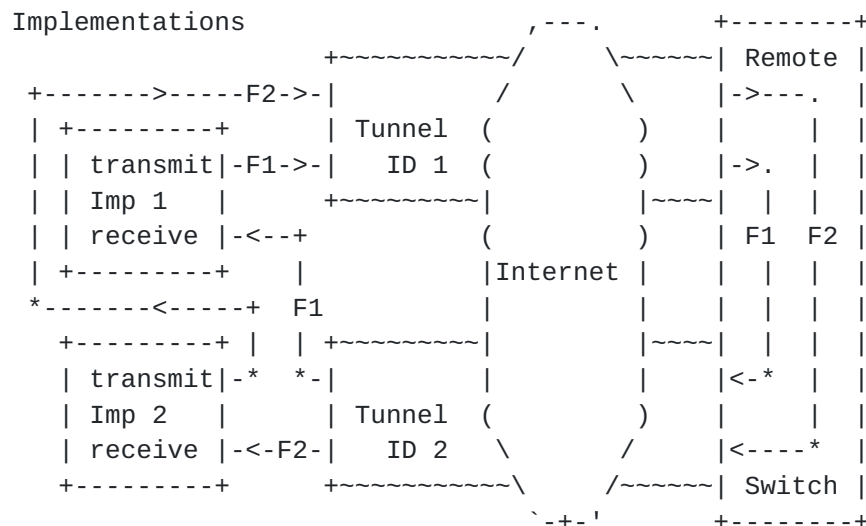 Implementations                   ,---.        +--------+
                     +~~~~~~~~~~~/     \~~~~~~| Remote |
 +------->-----F2->-|          /       \     |->---.  |
 | +---------+      | Tunnel  (         )    |     |  |
 | | transmit|-F1->-|   ID 1  (         )    |->.  |  |
 | | Imp 1   |      +~~~~~~~~~|         |~~~~|  |  |  |
 | | receive |-<--+           (         )    | F1  F2 |
 | +---------+    |           |Internet |    |  |  |  |
 *-------<-----+  F1          |         |    |  |  |  |
   +---------+ |  | +~~~~~~~~~|         |~~~~|  |  |  |
   | transmit|-*  *-|         |         |    |<-*  |  |
   | Imp 2   |      | Tunnel  (         )    |     |  |
   | receive |-<-F2-|   ID 2   \       /     |<----*  |
   +---------+      +~~~~~~~~~~~\     /~~~~~~| Switch |
                                 `-+-'       +--------+